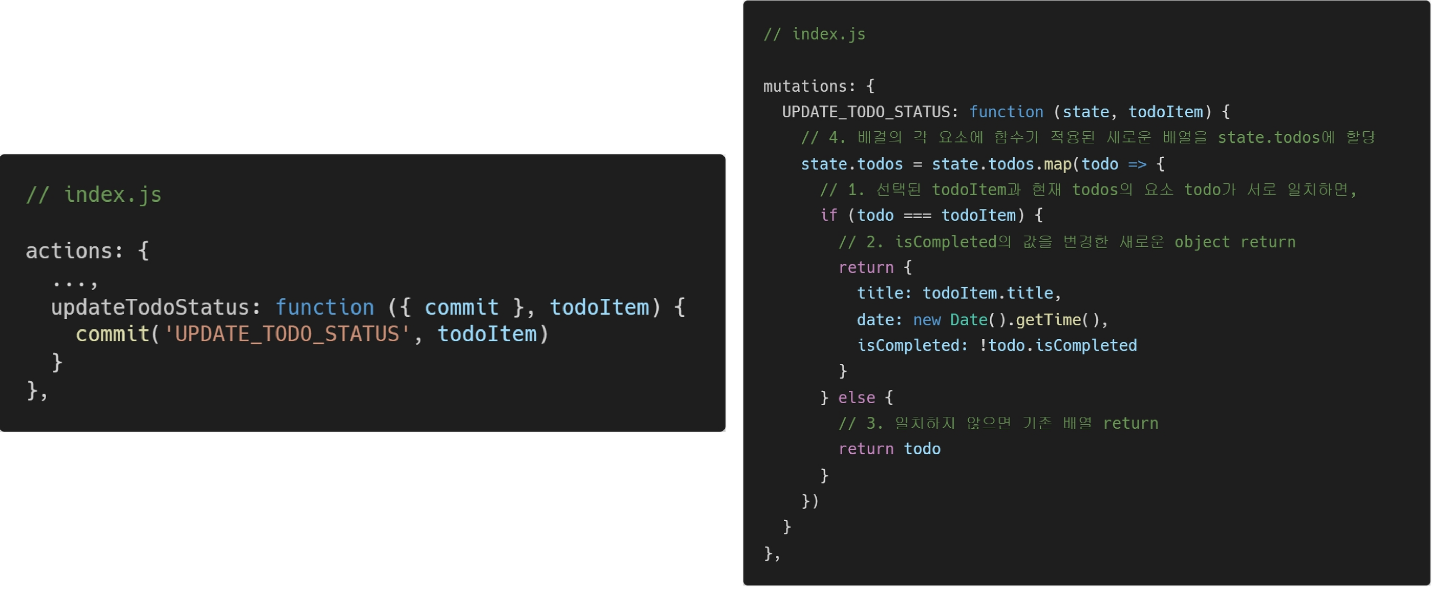 // index.js
actions: {
...,
updateTodoStatus: function ({ commit }, todoItem) {
commit('UPDATE_TODO_STATUS', todoItem)
}
},
// index.js
mutations: {
UPDATE_TODO_STATUS: function (state, todoItem) {
// 4. 배결의 각 요소에 힘수기 적용된 새로운 배열을 state.todos에 할당
state.todos = state.todos.map(todo => {
// 1. 선택된 todoItem과 현재 todos의 요소 todo가 서로 일치하면,
if (todo === todoItem) {
// 2. isCompleted의 값을 변경한 새로운 object return
return {
title: todoItem.title,
date: new Date().getTime(),
isCompleted: !todo.isCompleted
}
} else {
// 3. 일치하지 않으면 기존 배열 return
return todo
}
})
}
},